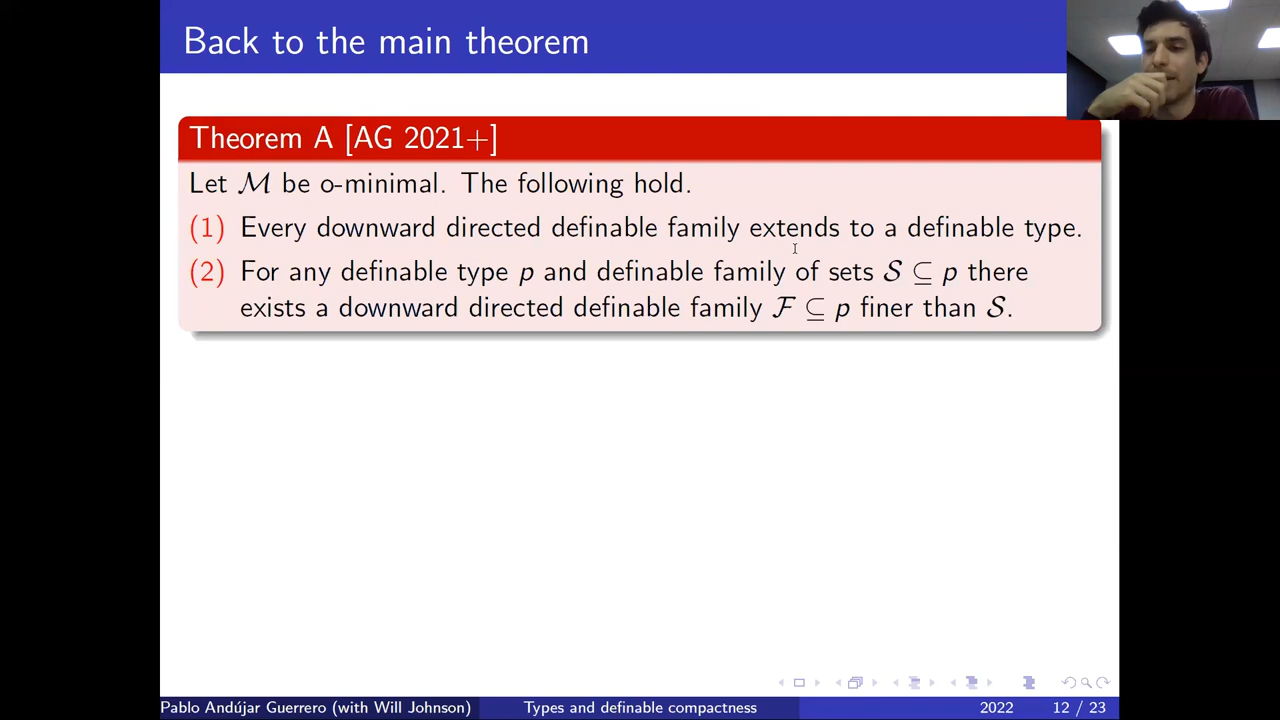 Back to the main theorem
Theorem A [AG 2021+]
Let ℳ be o-minimal. The following hold.
(1) Every downward directed definable family extends to a definable type.
(2) For any definable type p and definable family of sets 𝒮 ⊆ p there
exists a downward directed definable family ℱ ⊆ p finer than 𝒮.
Pablo Andújar Guerrero (with Will Johnson) Types and definable compactness 2022 12 / 23